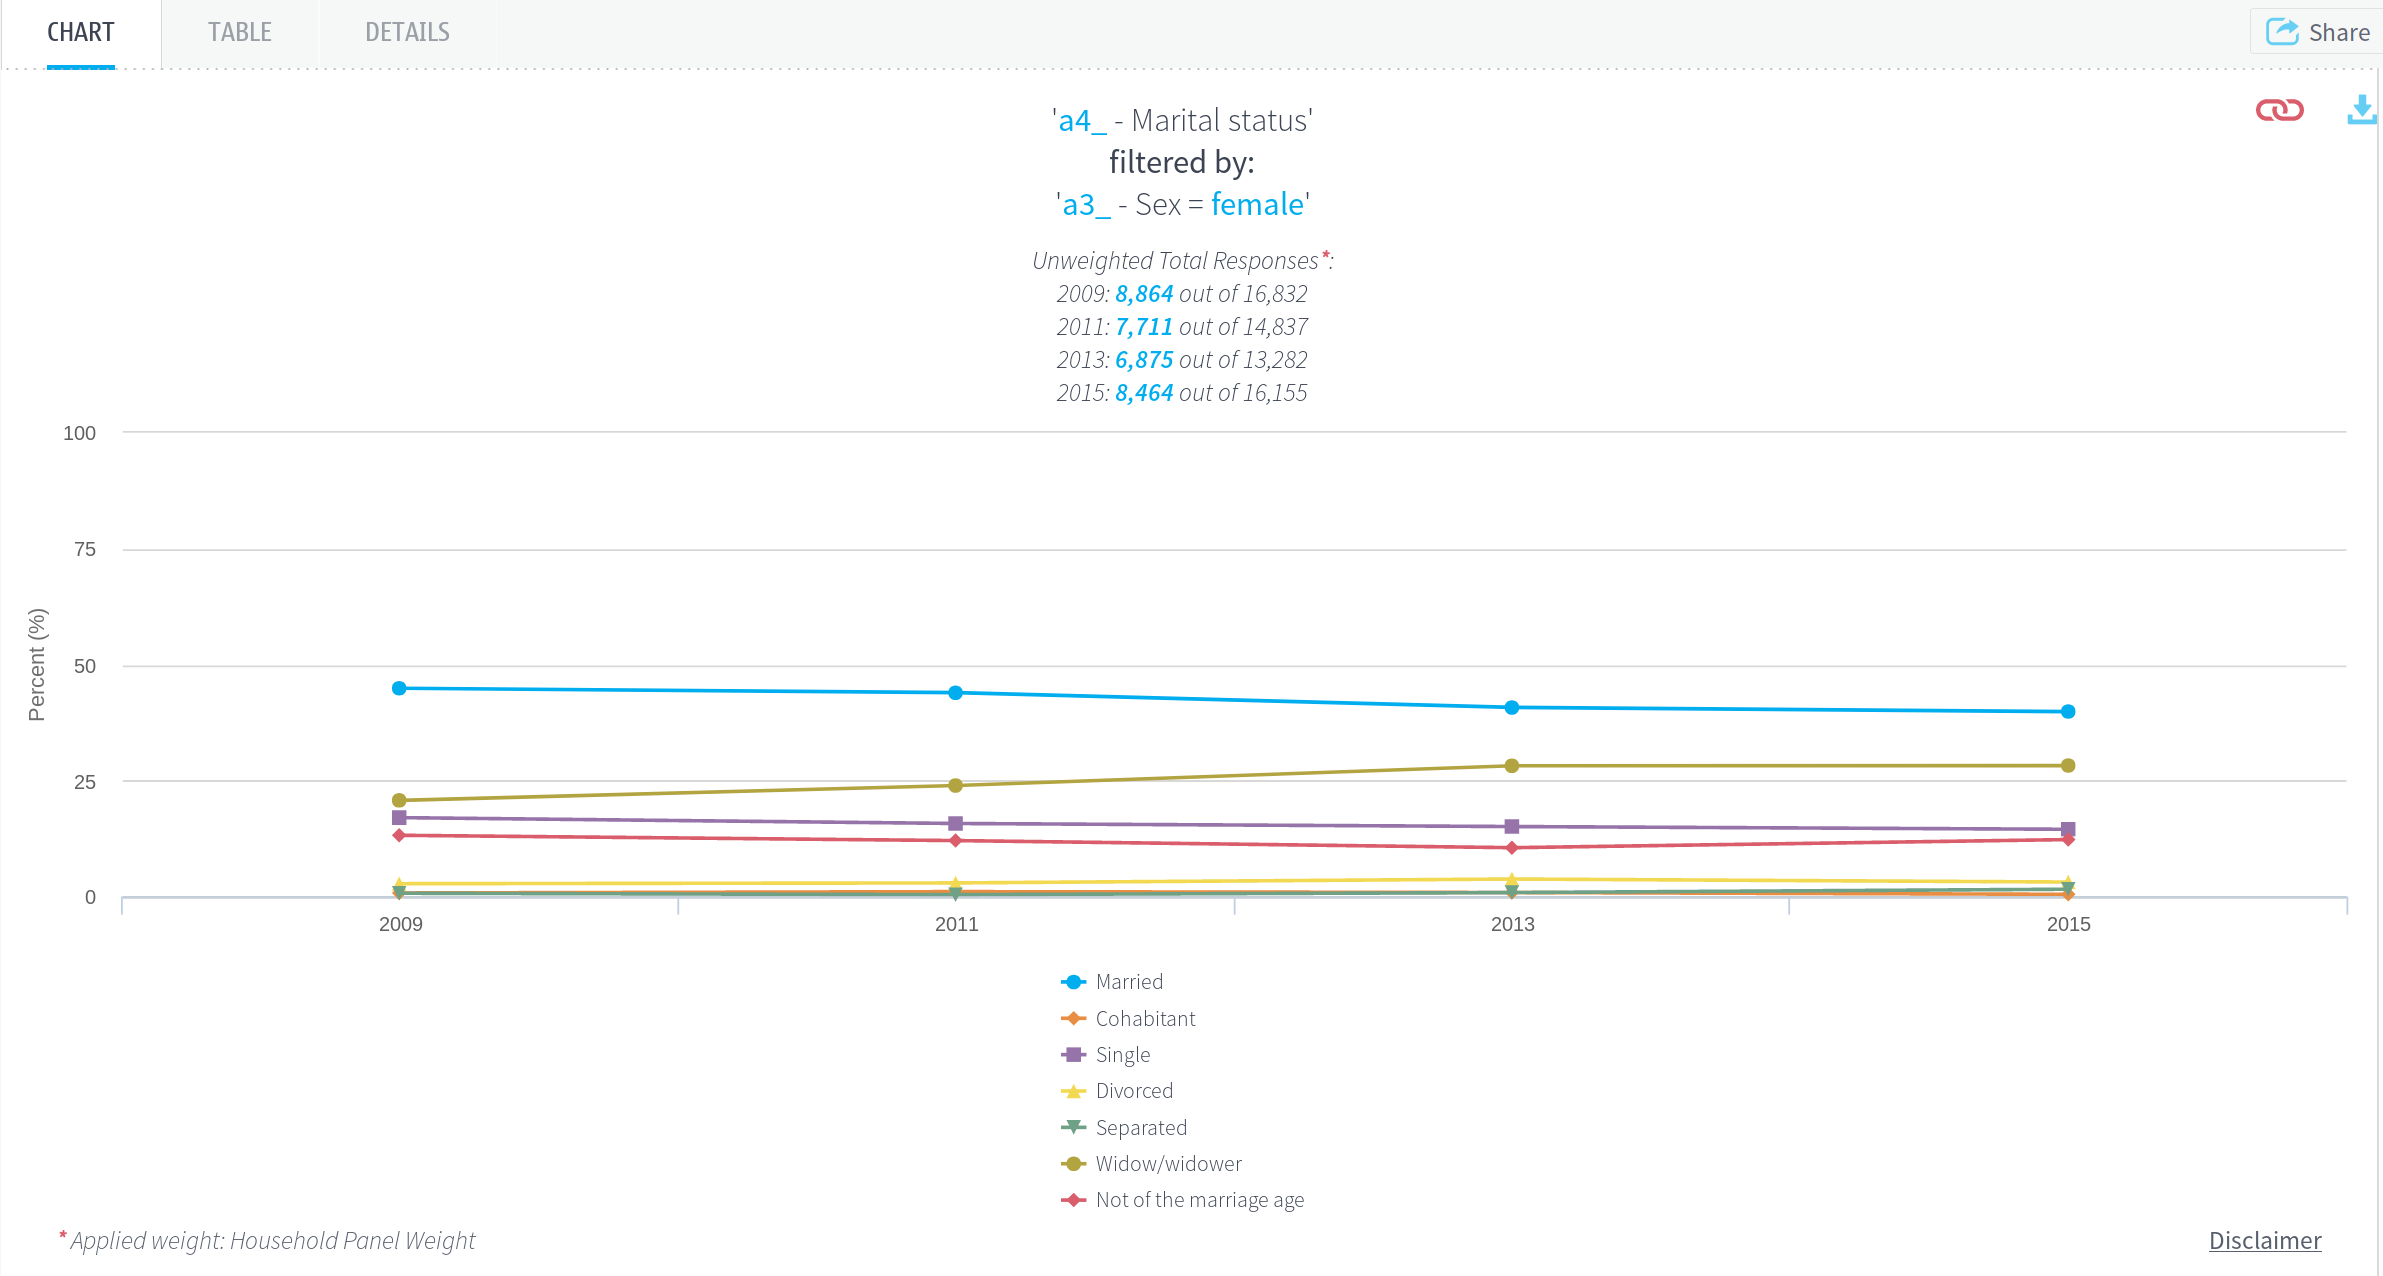 CHART
TABLE
DETAILS
Share
'a4_ - Marital status'
filtered by:
'a3_ - Sex = female'
Unweighted Total Responses*:
2009: 8,864 out of 16,832
2011: 7,711 out of 14,837
2013: 6,875 out of 13,282
2015: 8,464 out of 16,155
100
75
50
25
0
Percent (%)
2009
2011
2013
2015
Married
Cohabitant
Single
Divorced
Separated
Widow/widower
Not of the marriage age
* Applied weight: Household Panel Weight
Disclaimer